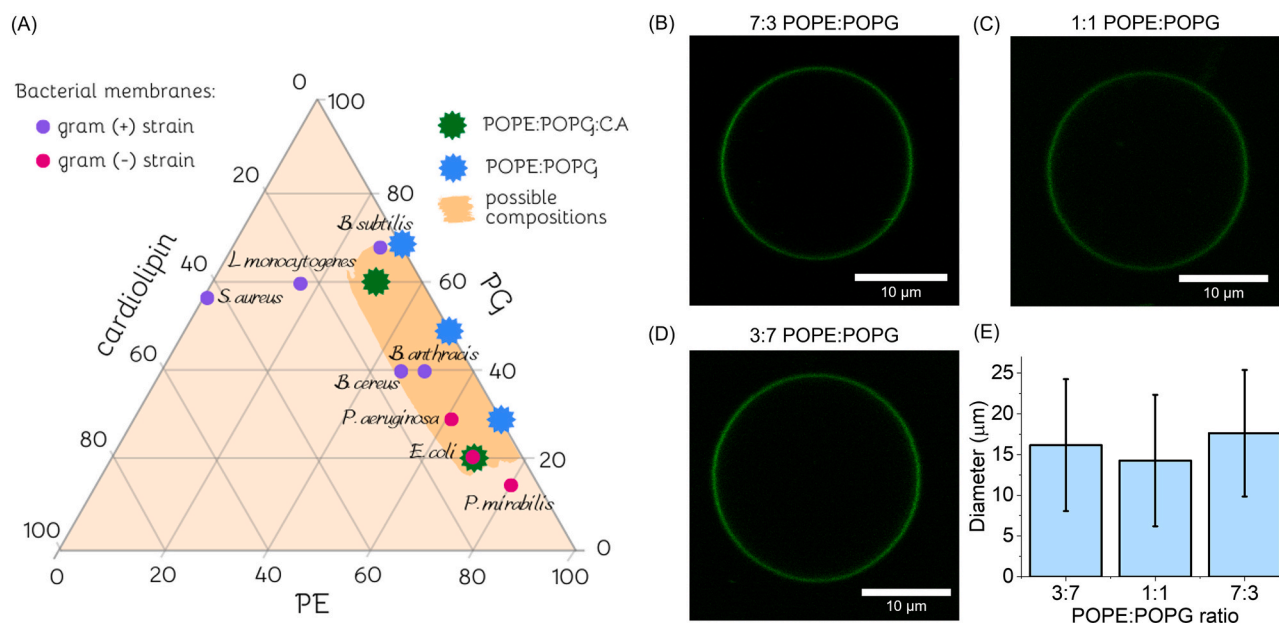 (A)
Bacterial membranes:
gram (+) strain
gram (-) strain
POPE:POPG:CA
POPE:POPG
possible
compositions
0
100
20
80
40
60
60
40
80
20
100
0
0
20
40
60
80
100
cardiolipin
PG
PE
B. subtilis
L. monocytogenes
S. aureus
B. anthracis
B. cereus
P. aeruginosa
E. coli
P. mirabilis
(B)
7:3 POPE:POPG
10 μm
(C)
1:1 POPE:POPG
10 μm
(D)
3:7 POPE:POPG
10 μm
(E)
Diameter (μm)
25
20
15
10
5
0
3:7
1:1
7:3
POPE:POPG ratio